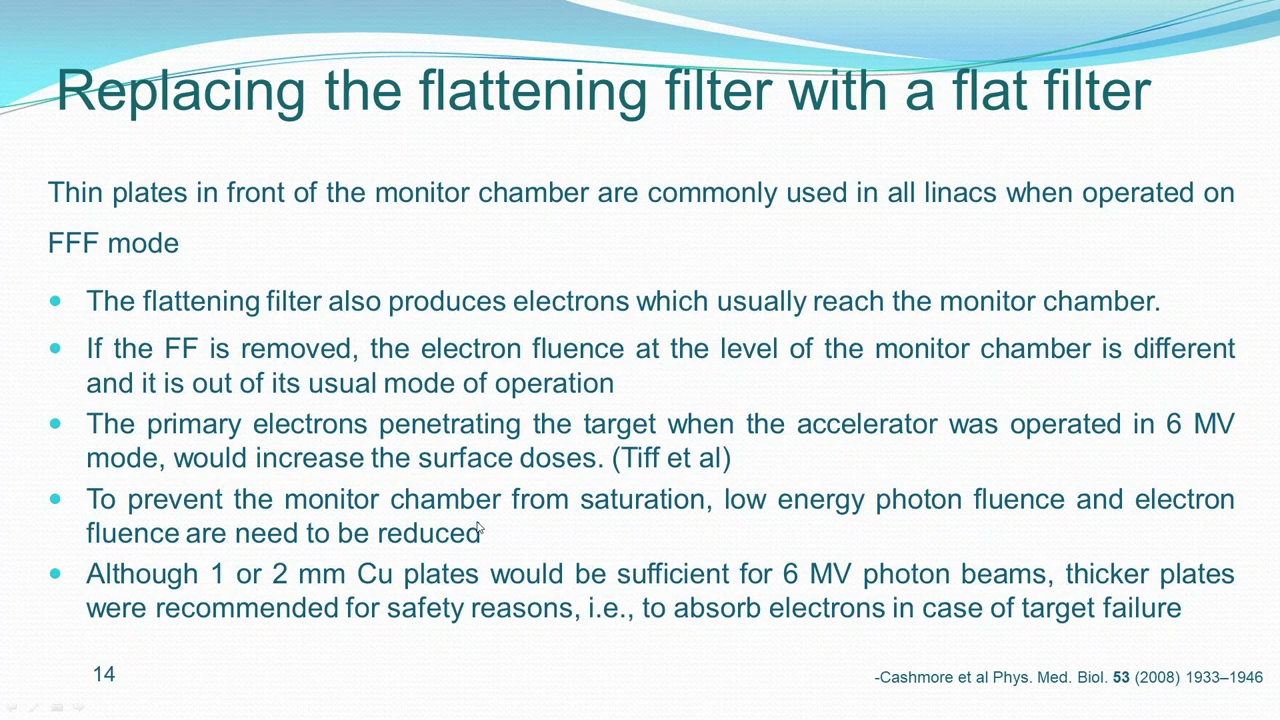 Replacing the flattening filter with a flat filter
Thin plates in front of the monitor chamber are commonly used in all linacs when operated on
FFF mode
• The flattening filter also produces electrons which usually reach the monitor chamber.
• If the FF is removed, the electron fluence at the level of the monitor chamber is different
and it is out of its usual mode of operation
• The primary electrons penetrating the target when the accelerator was operated in 6 MV
mode, would increase the surface doses. (Tiff et al)
• To prevent the monitor chamber from saturation, low energy photon fluence and electron
fluence are need to be reduced
• Although 1 or 2 mm Cu plates would be sufficient for 6 MV photon beams, thicker plates
were recommended for safety reasons, i.e., to absorb electrons in case of target failure
14
-Cashmore et al Phys. Med. Biol. 53 (2008) 1933–1946